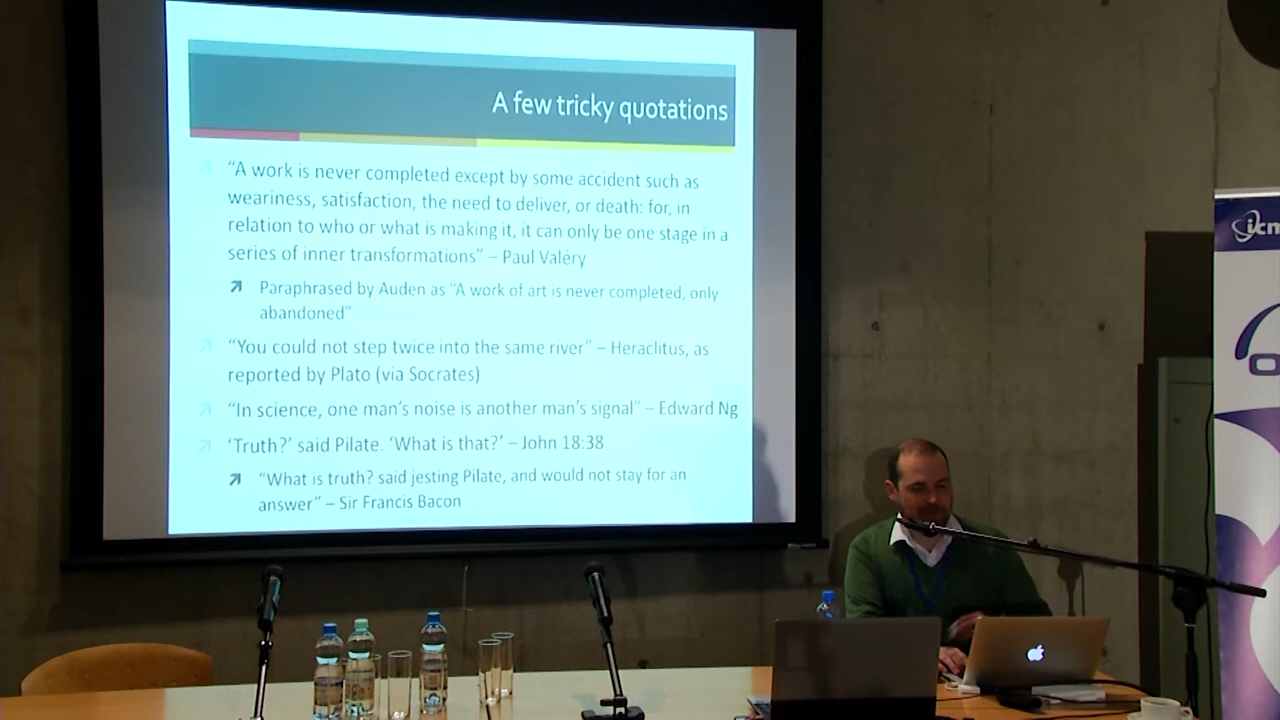 A few tricky quotations
“A work is never completed except by some accident such as
weariness, satisfaction, the need to deliver, or death: for, in
relation to who or what is making it, it can only be one stage in a
series of inner transformations” – Paul Valéry
Paraphrased by Auden as “A work of art is never completed, only
abandoned”
“You could not step twice into the same river” – Heraclitus, as
reported by Plato (via Socrates)
“In science, one man’s noise is another man’s signal” – Edward Ng
‘Truth?’ said Pilate. ‘What is that?’ – John 18:38
“What is truth? said jesting Pilate, and would not stay for an
answer” – Sir Francis Bacon
icm